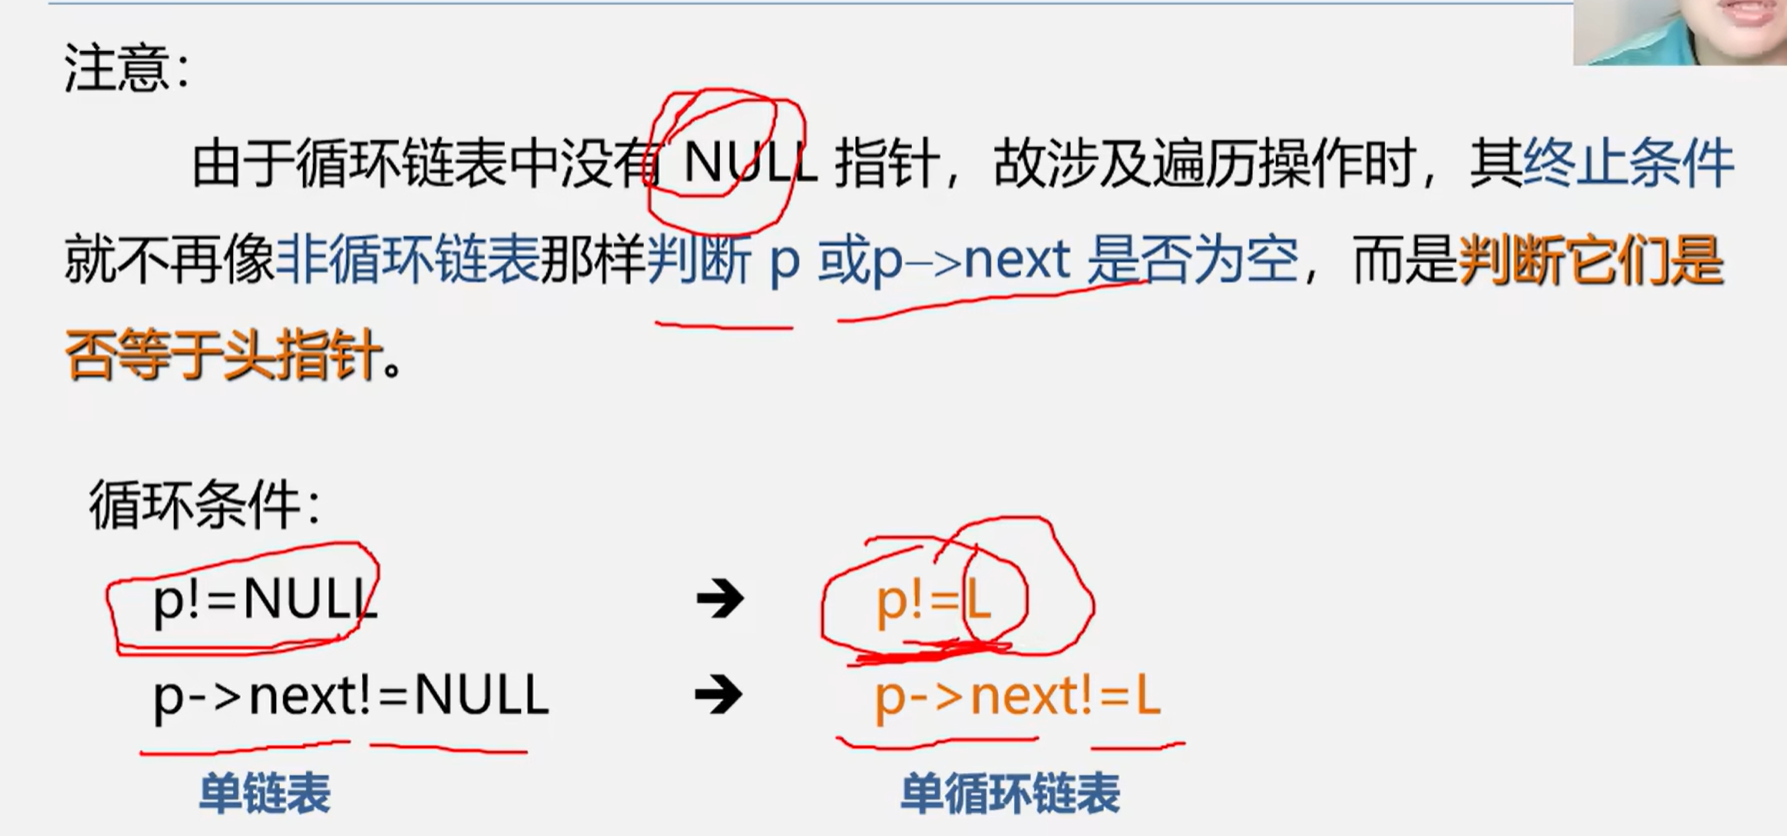 注意：
由于循环链表中没有 NULL 指针，故涉及遍历操作时，其终止条件
就不再像非循环链表那样判断 p 或p–>next 是否为空，而是判断它们是
否等于头指针。
循环条件：
p!=NULL ➔ p!=L
p->next!=NULL ➔ p->next!=L
单链表 单循环链表